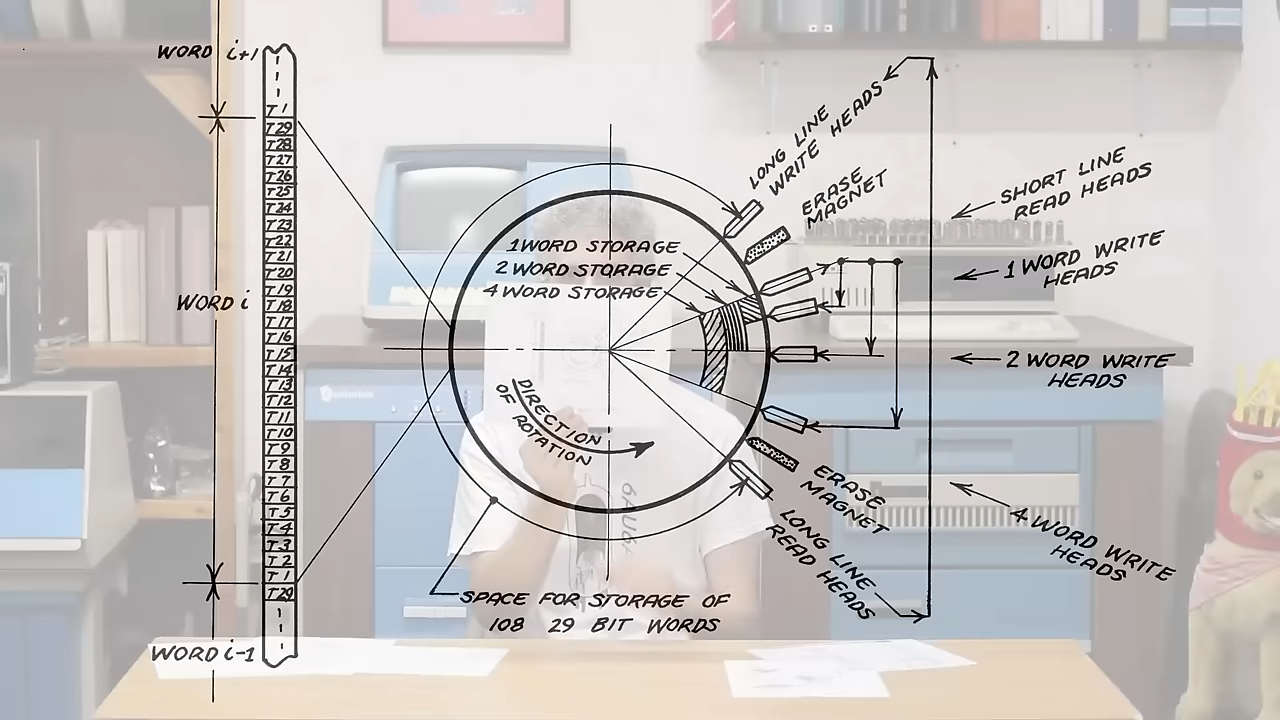 WORD i+1
T1
T29
T28
T27
T26
T25
T24
T23
T22
T21
T20
T19
T18
T17
T16
T15
T14
T13
T12
T11
T10
T9
T8
T7
T6
T5
T4
T3
T2
T1
T29
WORD i
WORD i-1
1 WORD STORAGE
2 WORD STORAGE
4 WORD STORAGE
DIRECTION
OF ROTATION
SPACE FOR STORAGE OF
108 29 BIT WORDS
LONG LINE
WRITE HEADS
ERASE
MAGNET
SHORT LINE
READ HEADS
1 WORD WRITE
HEADS
2 WORD WRITE
HEADS
4 WORD WRITE
HEADS
ERASE
MAGNET
LONG LINE
READ HEADS